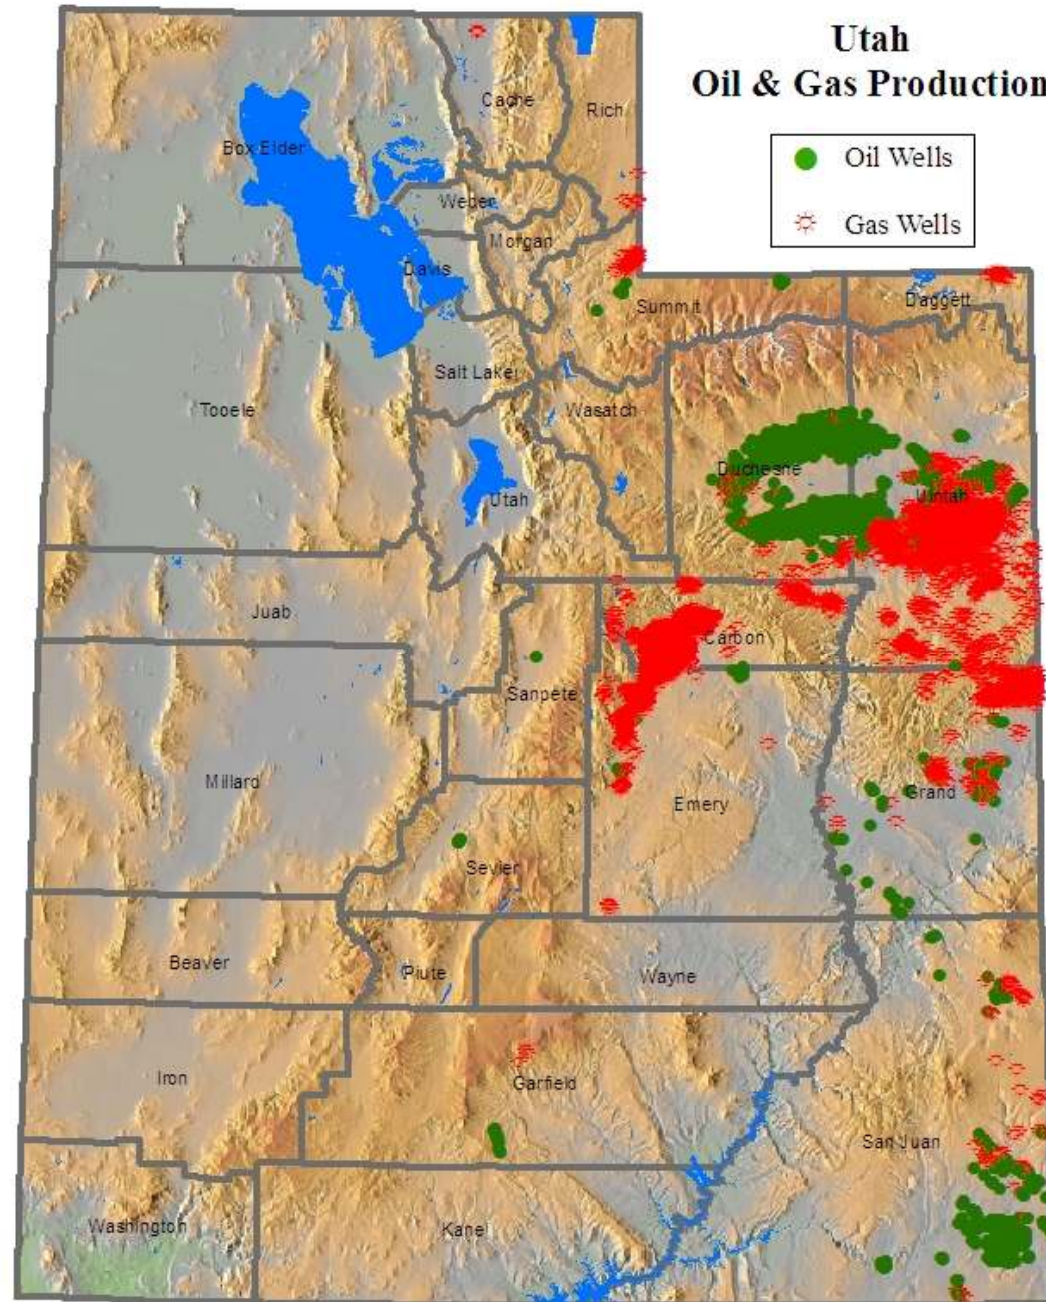 Utah
Oil & Gas Production
Oil Wells
Gas Wells
Cache
Rich
Box Elder
Weber
Morgan
Davis
Summit
Daggett
Salt Lake
Tooele
Wasatch
Duchesne
Uintah
Utah
Juab
Carbon
Sanpete
Millard
Emery
Grand
Sevier
Beaver
Piute
Wayne
Iron
Garfield
San Juan
Washington
Kane